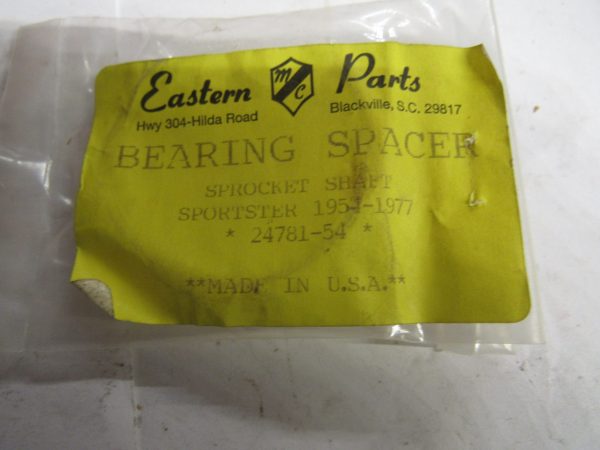 Eastern MC Parts
Hwy 304-Hilda Road Blackville, S.C. 29817
BEARING SPACER
SPROCKET SHAFT
SPORTSTER 1954-1977
* 24781-54 *
**MADE IN U.S.A.**